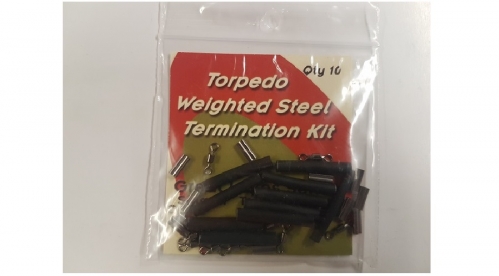 Qty 10
Torpedo
Weighted Steel
Termination Kit